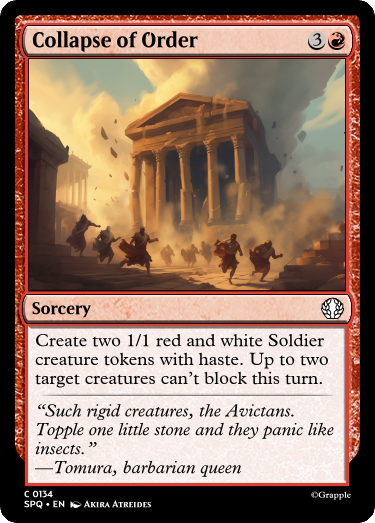 Collapse of Order 3
Sorcery
Create two 1/1 red and white Soldier
creature tokens with haste. Up to two
target creatures can't block this turn.
“Such rigid creatures, the Avictans.
Topple one little stone and they panic like
insects.”
—Tomura, barbarian queen
C 0134
SPQ • EN Akira Atreides
©Grapple